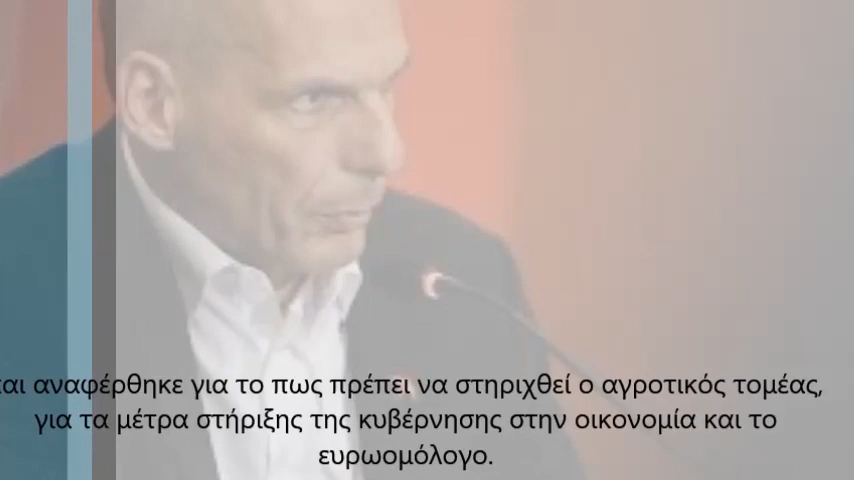 και αναφέρθηκε για το πως πρέπει να στηριχθεί ο αγροτικός τομέας,
για τα μέτρα στήριξης της κυβέρνησης στην οικονομία και το
ευρωομόλογο.